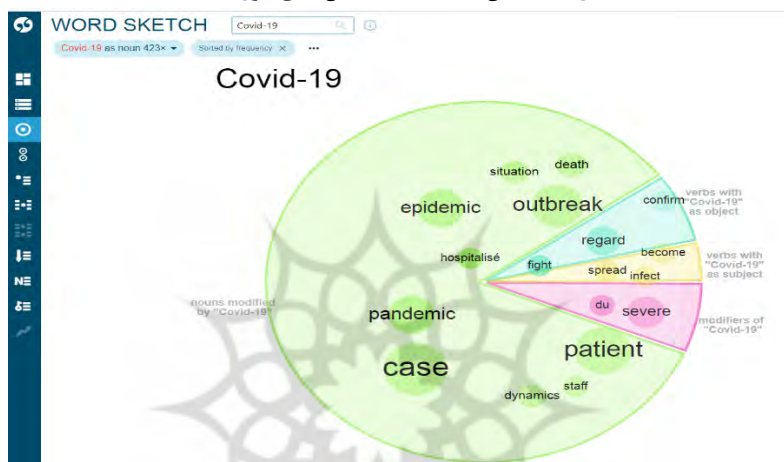 WORD SKETCH
Covid-19
Covid-19 as noun 423×
Sorted by frequency ×
Covid-19
death
situation
outbreak
epidemic
confirm
verbs with
"Covid-19"
as object
regard
become
hospitalisé
fight
spread
infect
verbs with
"Covid-19"
as subject
nouns modified
by "Covid-19"
pandemic
du
severe
modifiers of
"Covid-19"
patient
case
dynamics
staff